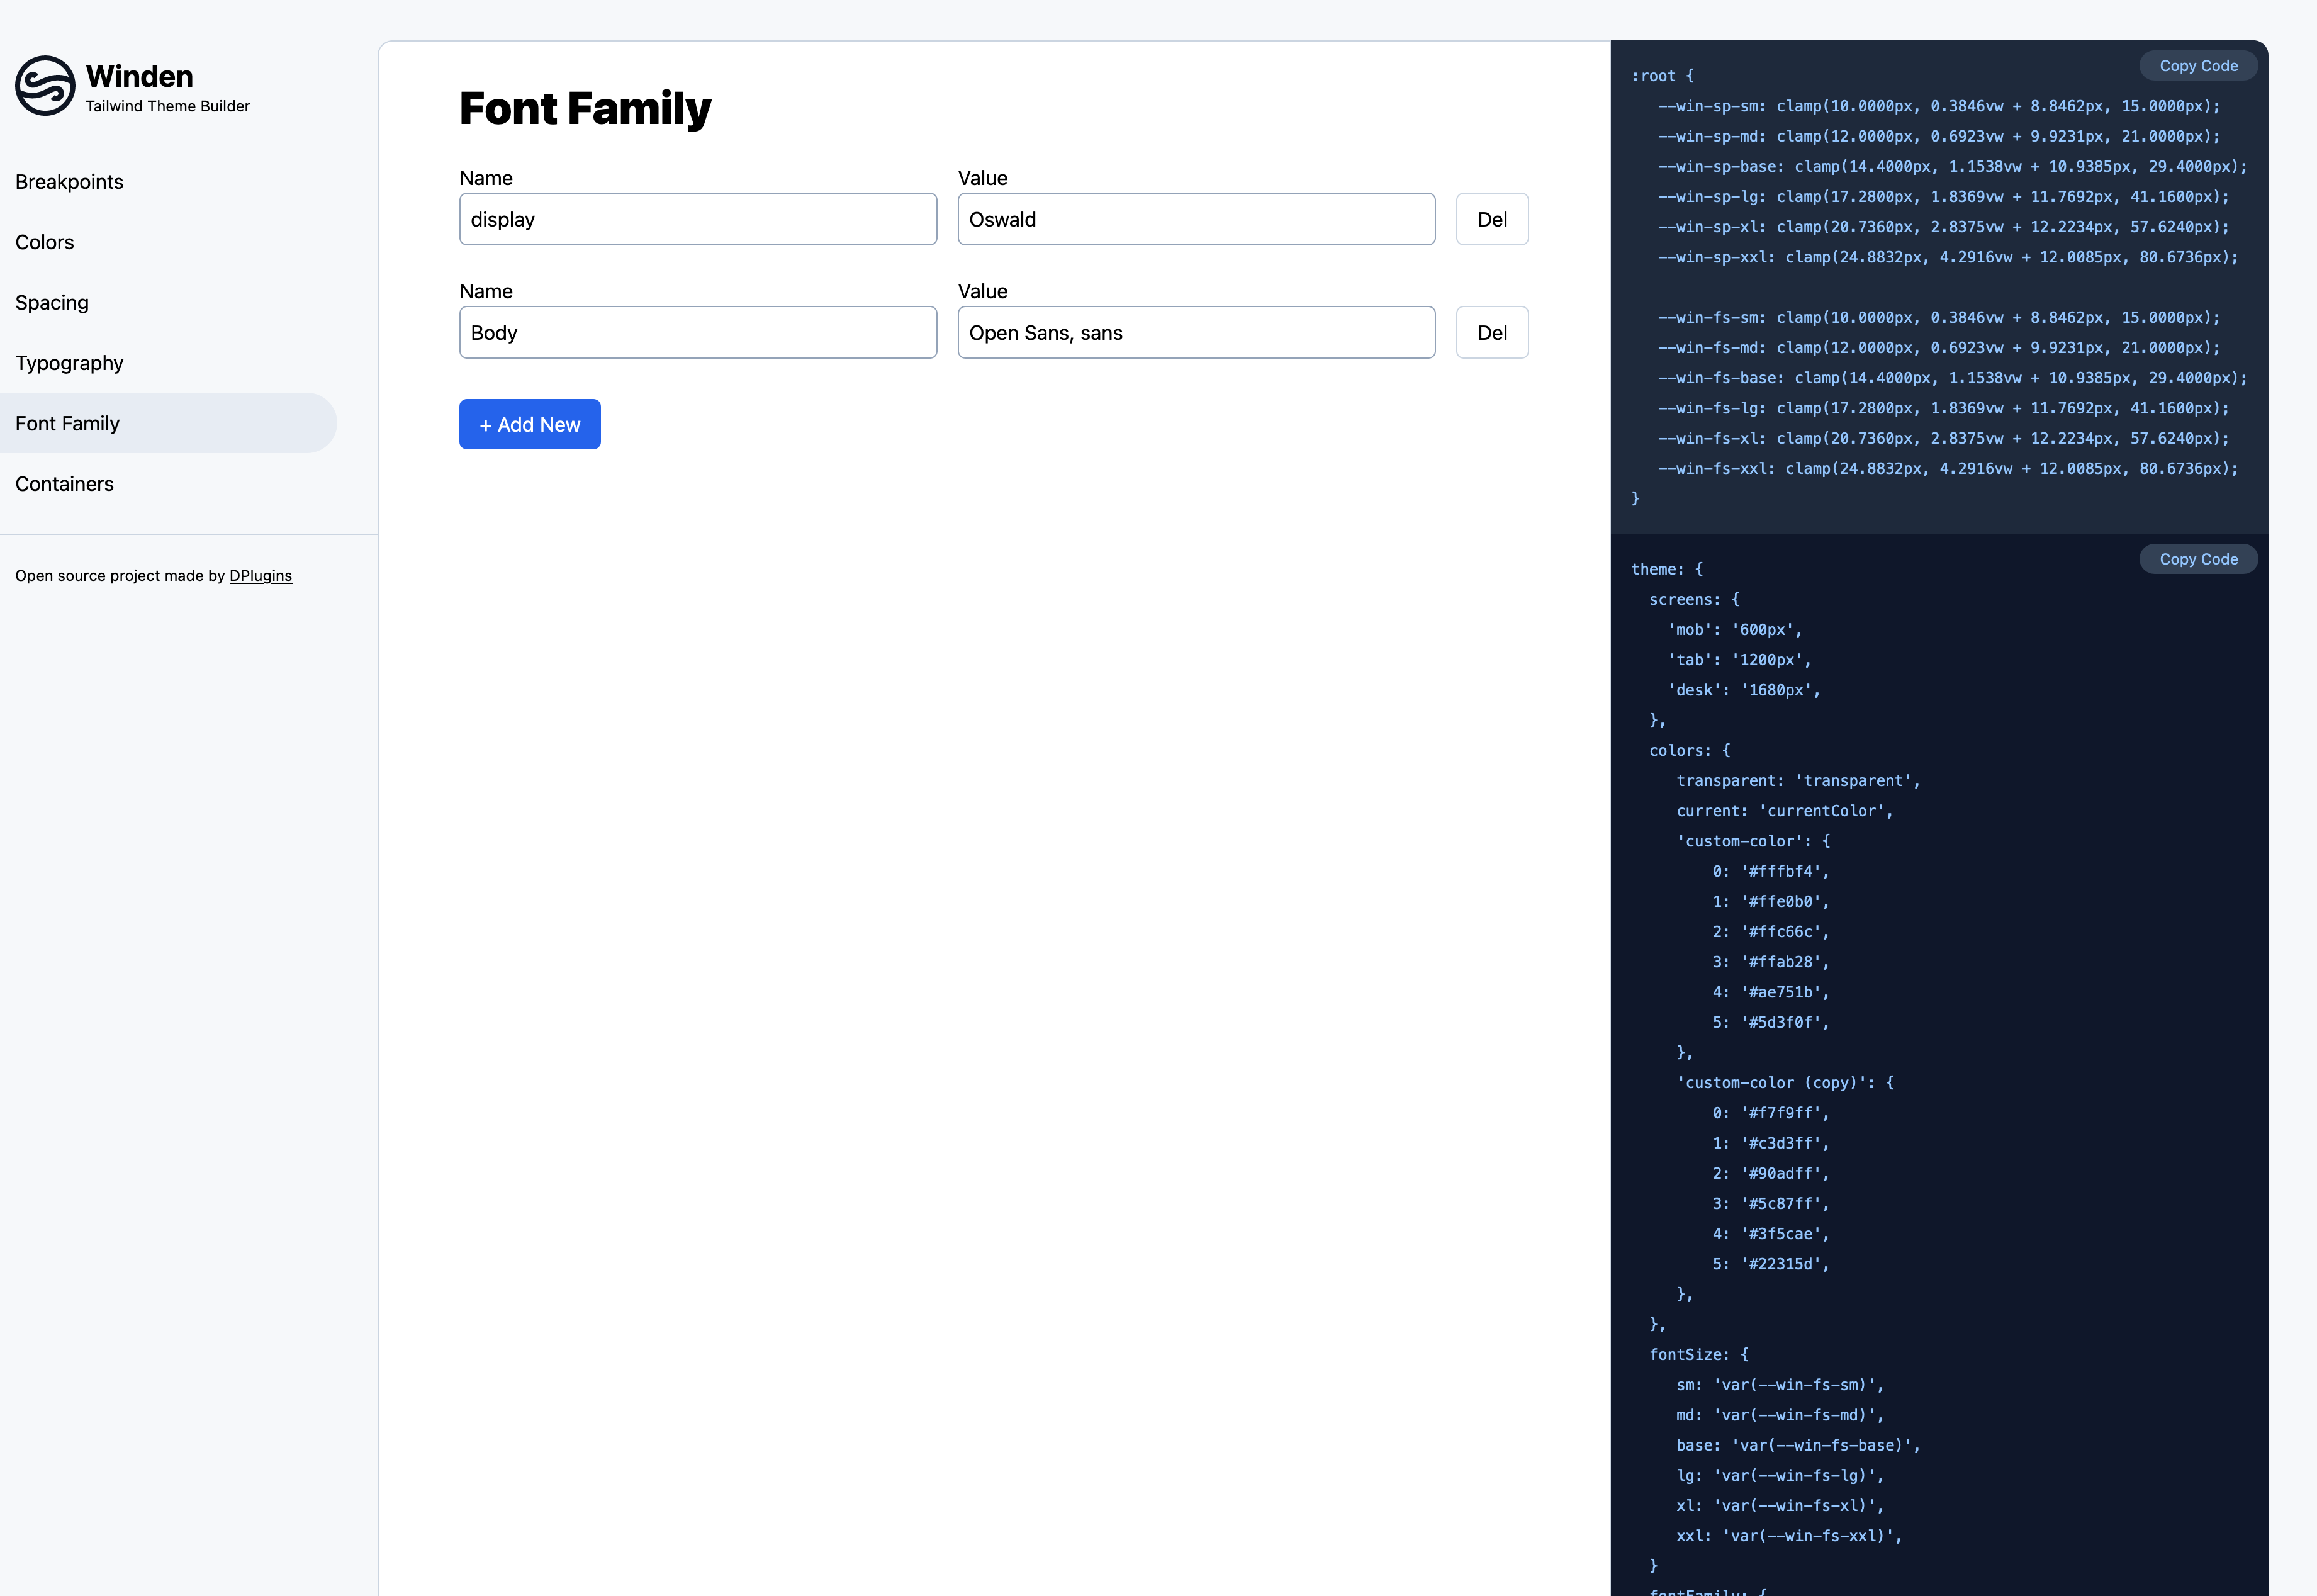 Winden
Tailwind Theme Builder
Breakpoints
Colors
Spacing
Typography
Font Family
Containers
Open source project made by DPlugins
Font Family
Name
Value
display
Oswald
Del
Name
Value
Body
Open Sans, sans
Del
+ Add New
Copy Code
:root {
--win-sp-sm: clamp(10.0000px, 0.3846vw + 8.8462px, 15.0000px);
--win-sp-md: clamp(12.0000px, 0.6923vw + 9.9231px, 21.0000px);
--win-sp-base: clamp(14.4000px, 1.1538vw + 10.9385px, 29.4000px);
--win-sp-lg: clamp(17.2800px, 1.8369vw + 11.7692px, 41.1600px);
--win-sp-xl: clamp(20.7360px, 2.8375vw + 12.2234px, 57.6240px);
--win-sp-xxl: clamp(24.8832px, 4.2916vw + 12.0085px, 80.6736px);
--win-fs-sm: clamp(10.0000px, 0.3846vw + 8.8462px, 15.0000px);
--win-fs-md: clamp(12.0000px, 0.6923vw + 9.9231px, 21.0000px);
--win-fs-base: clamp(14.4000px, 1.1538vw + 10.9385px, 29.4000px);
--win-fs-lg: clamp(17.2800px, 1.8369vw + 11.7692px, 41.1600px);
--win-fs-xl: clamp(20.7360px, 2.8375vw + 12.2234px, 57.6240px);
--win-fs-xxl: clamp(24.8832px, 4.2916vw + 12.0085px, 80.6736px);
}
Copy Code
theme: {
screens: {
'mob': '600px',
'tab': '1200px',
'desk': '1680px',
},
colors: {
transparent: 'transparent',
current: 'currentColor',
'custom-color': {
0: '#fffbf4',
1: '#ffe0b0',
2: '#ffc66c',
3: '#ffab28',
4: '#ae751b',
5: '#5d3f0f',
},
'custom-color (copy)': {
0: '#f7f9ff',
1: '#c3d3ff',
2: '#90adff',
3: '#5c87ff',
4: '#3f5cae',
5: '#22315d',
},
},
fontSize: {
sm: 'var(--win-fs-sm)',
md: 'var(--win-fs-md)',
base: 'var(--win-fs-base)',
lg: 'var(--win-fs-lg)',
xl: 'var(--win-fs-xl)',
xxl: 'var(--win-fs-xxl)',
}
fontFamily: {